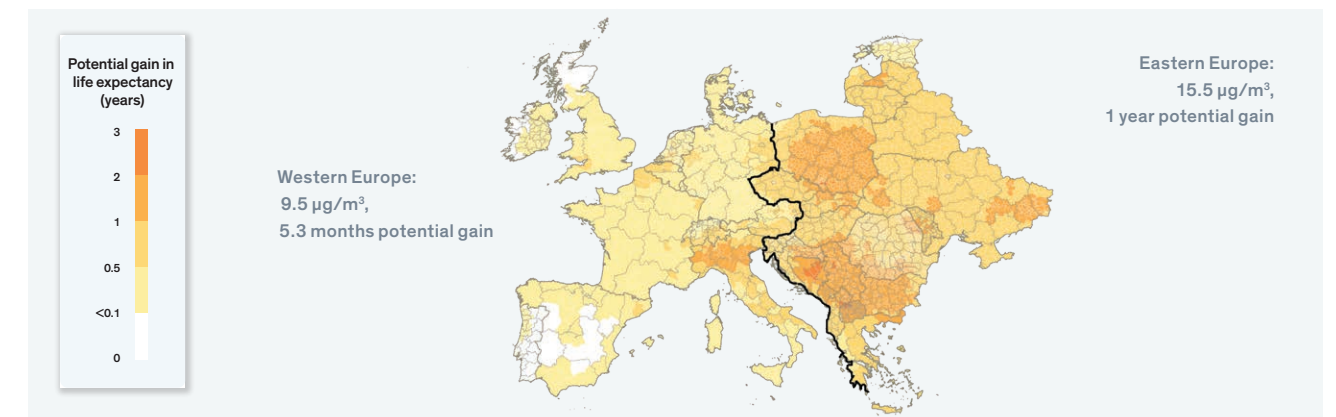 Potential gain in
life expectancy
(years)
3
2
1
0.5
<0.1
0
Western Europe:
9.5 µg/m³,
5.3 months potential gain
Eastern Europe:
15.5 µg/m³,
1 year potential gain